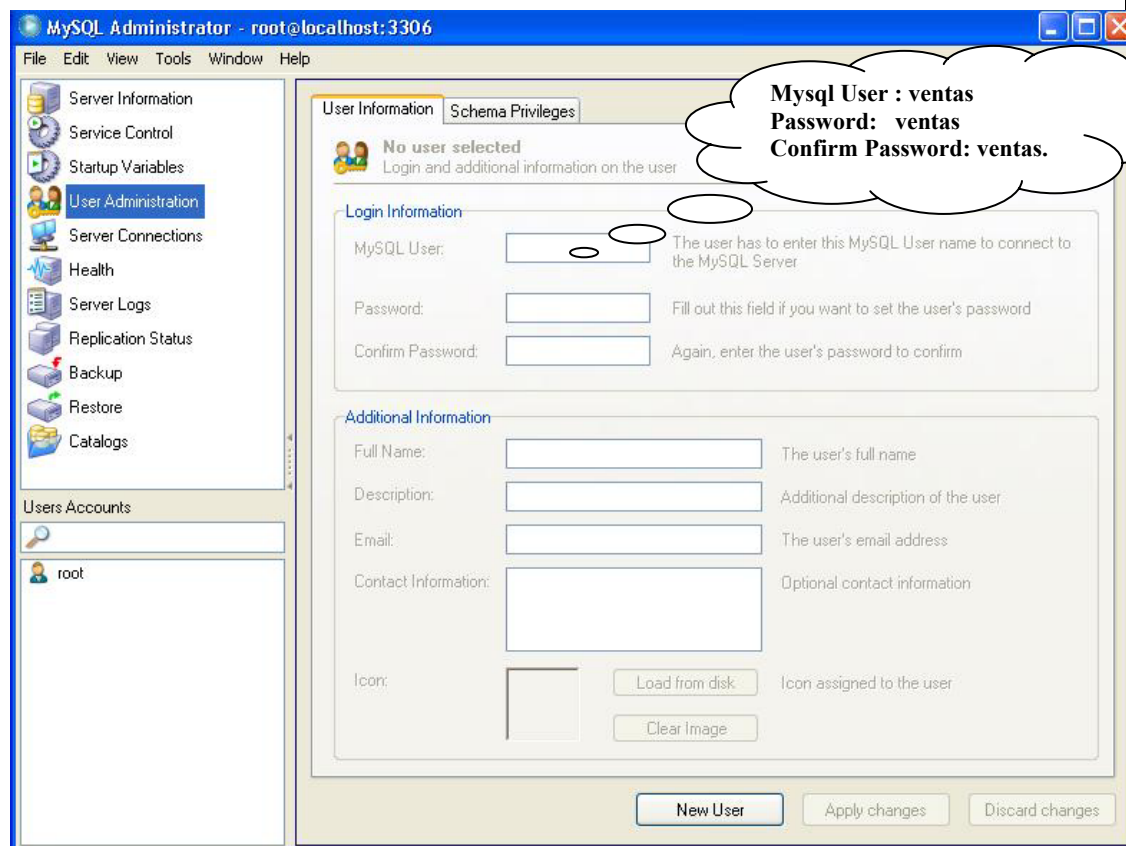 MySQL Administrator - root@localhost:3306
File Edit View Tools Window Help
Server Information
Service Control
Startup Variables
User Administration
Server Connections
Health
Server Logs
Replication Status
Backup
Restore
Catalogs
Users Accounts
root
User Information Schema Privileges
Mysql User : ventas
Password: ventas
Confirm Password: ventas.
No user selected
Login and additional information on the user
Login Information
MySQL User: The user has to enter this MySQL User name to connect to
the MySQL Server
Password: Fill out this field if you want to set the user's password
Confirm Password: Again, enter the user's password to confirm
Additional Information
Full Name: The user's full name
Description: Additional description of the user
Email: The user's email address
Contact Information: Optional contact information
Icon: Load from disk Icon assigned to the user
Clear Image
New User Apply changes Discard changes